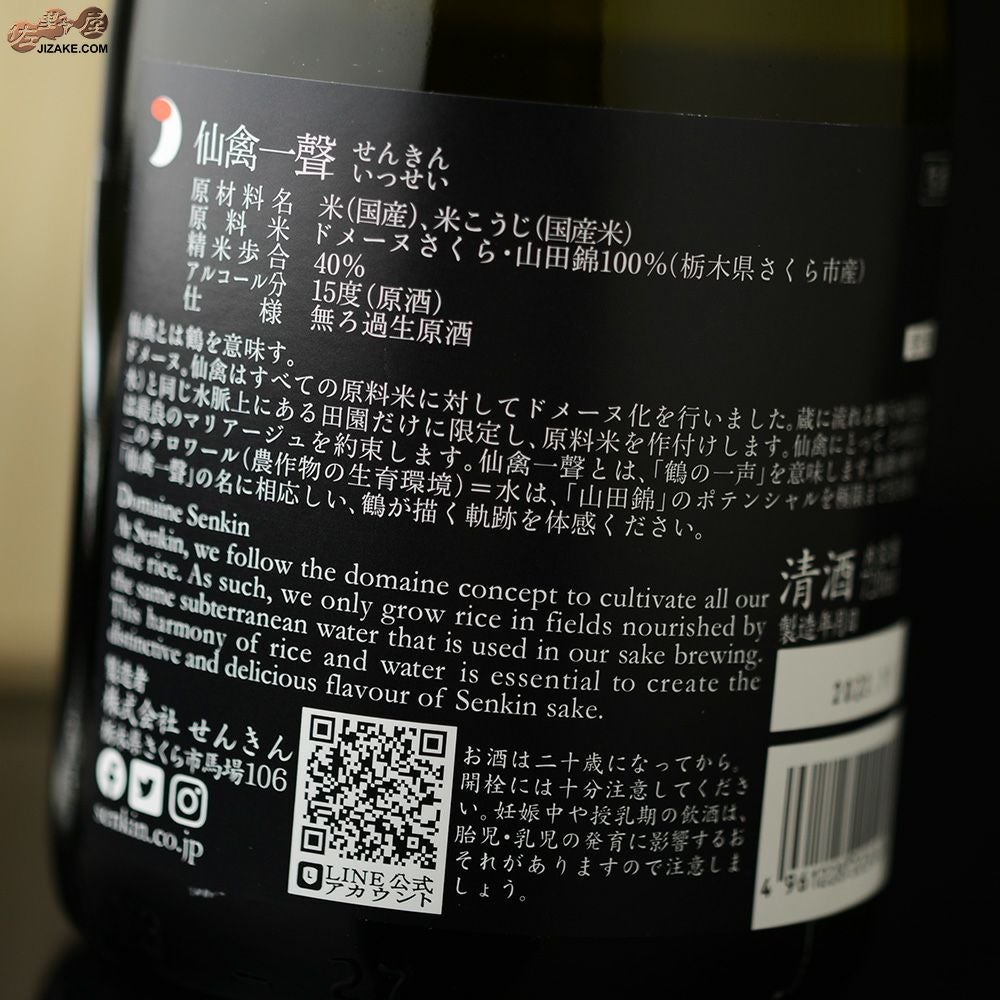 佐野屋
JIZAKE.COM
仙禽一聲 せんきん いっせい
原材料名 米(国産)、米こうじ(国産米)
原料米 ドメーヌさくら・山田錦100%(栃木県さくら市産)
精米歩合 40%
アルコール分 15度(原酒)
仕様 無ろ過生原酒
仙禽とは鶴を意味す。
ドメーヌ。仙禽はすべての原料米に対してドメーヌ化を行いました。蔵に流れる
水)と同じ水脈上にある田園だけに限定し、原料米を作付けします。仙禽にとって、
は最良のマリアージュを約束します。仙禽一聲とは、「鶴の一声」を意味します。
二のテロワール(農作物の生育環境)=水は、「山田錦」のポテンシャルを極限まで
「仙禽一聲」の名に相応しい、鶴が描く軌跡を体感ください。
Domaine Senkin
At Senkin, we follow the domaine concept to cultivate all our
sake rice. As such, we only grow rice in fields nourished by
the same subterranean water that is used in our sake brewing.
This harmony of rice and water is essential to create the
distinctive and delicious flavour of Senkin sake.
清酒
製造年月日
製造者
株式会社 せんきん
栃木県さくら市馬場106
senkin.co.jp
LINE公式
アカウント
お酒は二十歳になってから。
開栓には十分注意してくださ
い。妊娠中や授乳期の飲酒は、
胎児・乳児の発育に影響するお
それがありますので注意しま
しょう。